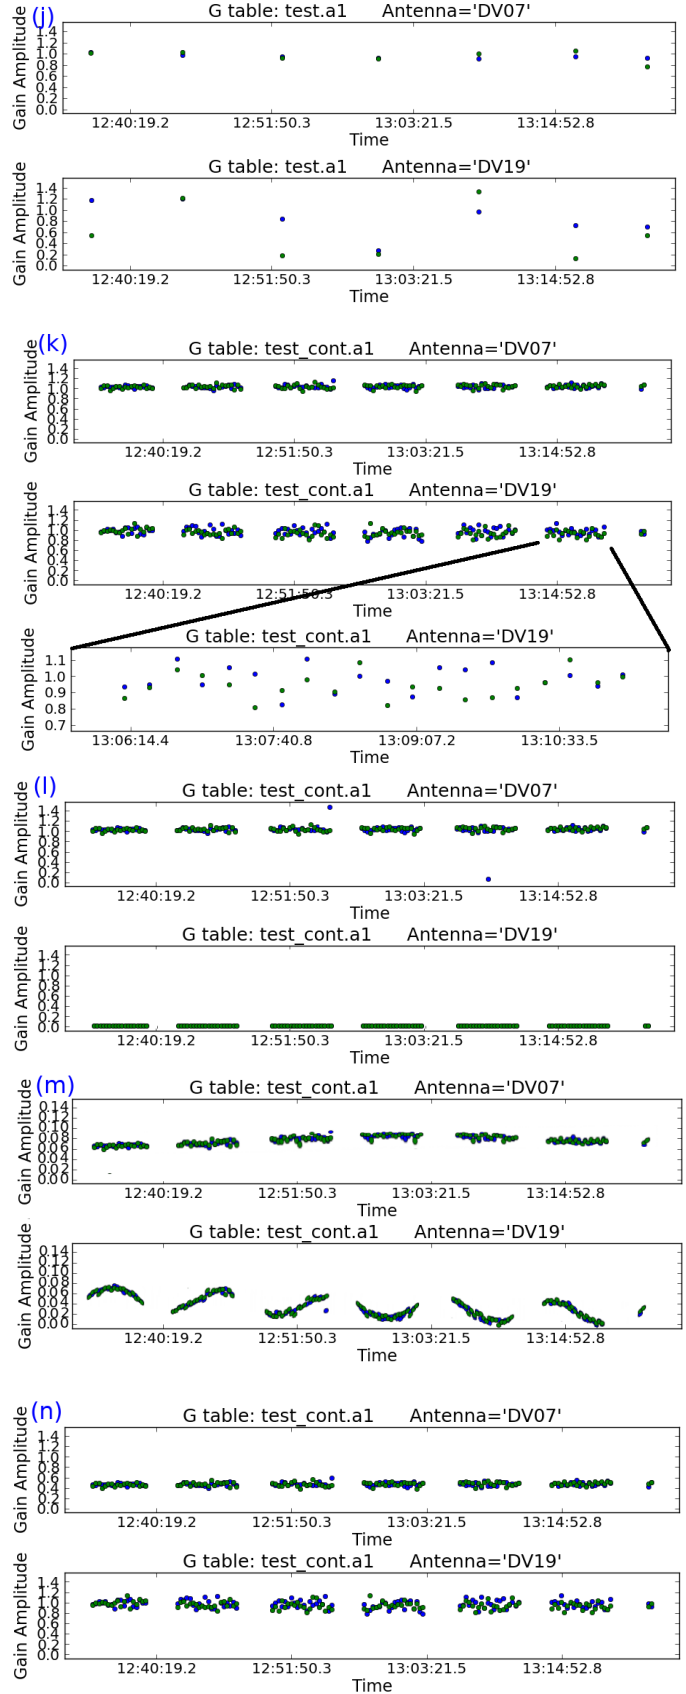 (j)
G table: test.a1 Antenna='DV07'
Gain Amplitude
1.4
1.2
1.0
0.8
0.6
0.4
0.2
0.0
12:40:19.2 12:51:50.3 13:03:21.5 13:14:52.8
Time
G table: test.a1 Antenna='DV19'
Gain Amplitude
1.4
1.2
1.0
0.8
0.6
0.4
0.2
0.0
12:40:19.2 12:51:50.3 13:03:21.5 13:14:52.8
Time
(k)
G table: test_cont.a1 Antenna='DV07'
Gain Amplitude
1.4
1.2
1.0
0.8
0.6
0.4
0.2
0.0
12:40:19.2 12:51:50.3 13:03:21.5 13:14:52.8
Time
G table: test_cont.a1 Antenna='DV19'
Gain Amplitude
1.4
1.2
1.0
0.8
0.6
0.4
0.2
0.0
12:40:19.2 12:51:50.3 13:03:21.5 13:14:52.8
Time
G table: test_cont.a1 Antenna='DV19'
Gain Amplitude
1.1
1.0
0.9
0.8
0.7
13:06:14.4 13:07:40.8 13:09:07.2 13:10:33.5
Time
(l)
G table: test_cont.a1 Antenna='DV07'
Gain Amplitude
1.4
1.2
1.0
0.8
0.6
0.4
0.2
0.0
12:40:19.2 12:51:50.3 13:03:21.5 13:14:52.8
Time
G table: test_cont.a1 Antenna='DV19'
Gain Amplitude
1.4
1.2
1.0
0.8
0.6
0.4
0.2
0.0
12:40:19.2 12:51:50.3 13:03:21.5 13:14:52.8
Time
(m)
G table: test_cont.a1 Antenna='DV07'
Gain Amplitude
0.14
0.12
0.10
0.08
0.06
0.04
0.02
0.00
12:40:19.2 12:51:50.3 13:03:21.5 13:14:52.8
Time
G table: test_cont.a1 Antenna='DV19'
Gain Amplitude
0.14
0.12
0.10
0.08
0.06
0.04
0.02
0.00
12:40:19.2 12:51:50.3 13:03:21.5 13:14:52.8
Time
(n)
G table: test_cont.a1 Antenna='DV07'
Gain Amplitude
1.4
1.2
1.0
0.8
0.6
0.4
0.2
0.0
12:40:19.2 12:51:50.3 13:03:21.5 13:14:52.8
Time
G table: test_cont.a1 Antenna='DV19'
Gain Amplitude
1.4
1.2
1.0
0.8
0.6
0.4
0.2
0.0
12:40:19.2 12:51:50.3 13:03:21.5 13:14:52.8
Time